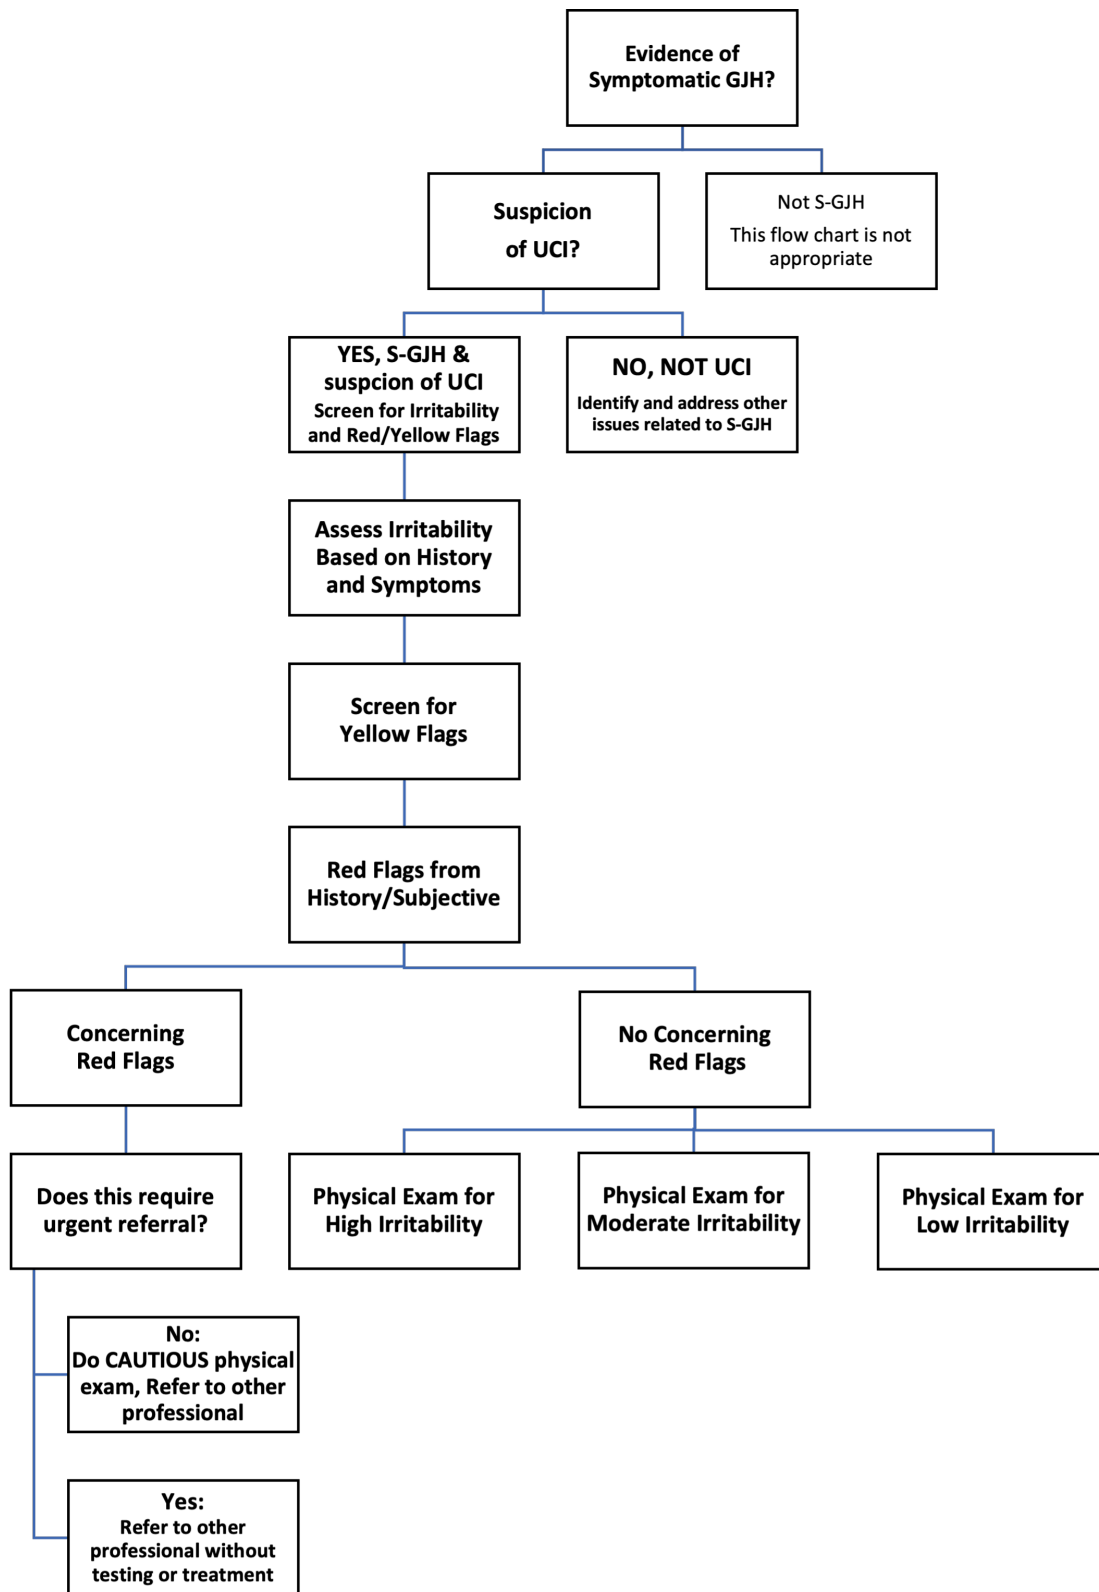 Evidence of
Symptomatic GJH?
Suspicion
of UCI?
Not S-GJH
This flow chart is not
appropriate
YES, S-GJH &
suspcion of UCI
Screen for Irritability
and Red/Yellow Flags
NO, NOT UCI
Identify and address other
issues related to S-GJH
Assess Irritability
Based on History
and Symptoms
Screen for
Yellow Flags
Red Flags from
History/Subjective
Concerning
Red Flags
No Concerning
Red Flags
Does this require
urgent referral?
Physical Exam for
High Irritability
Physical Exam for
Moderate Irritability
Physical Exam for
Low Irritability
No:
Do CAUTIOUS physical
exam, Refer to other
professional
Yes:
Refer to other
professional without
testing or treatment